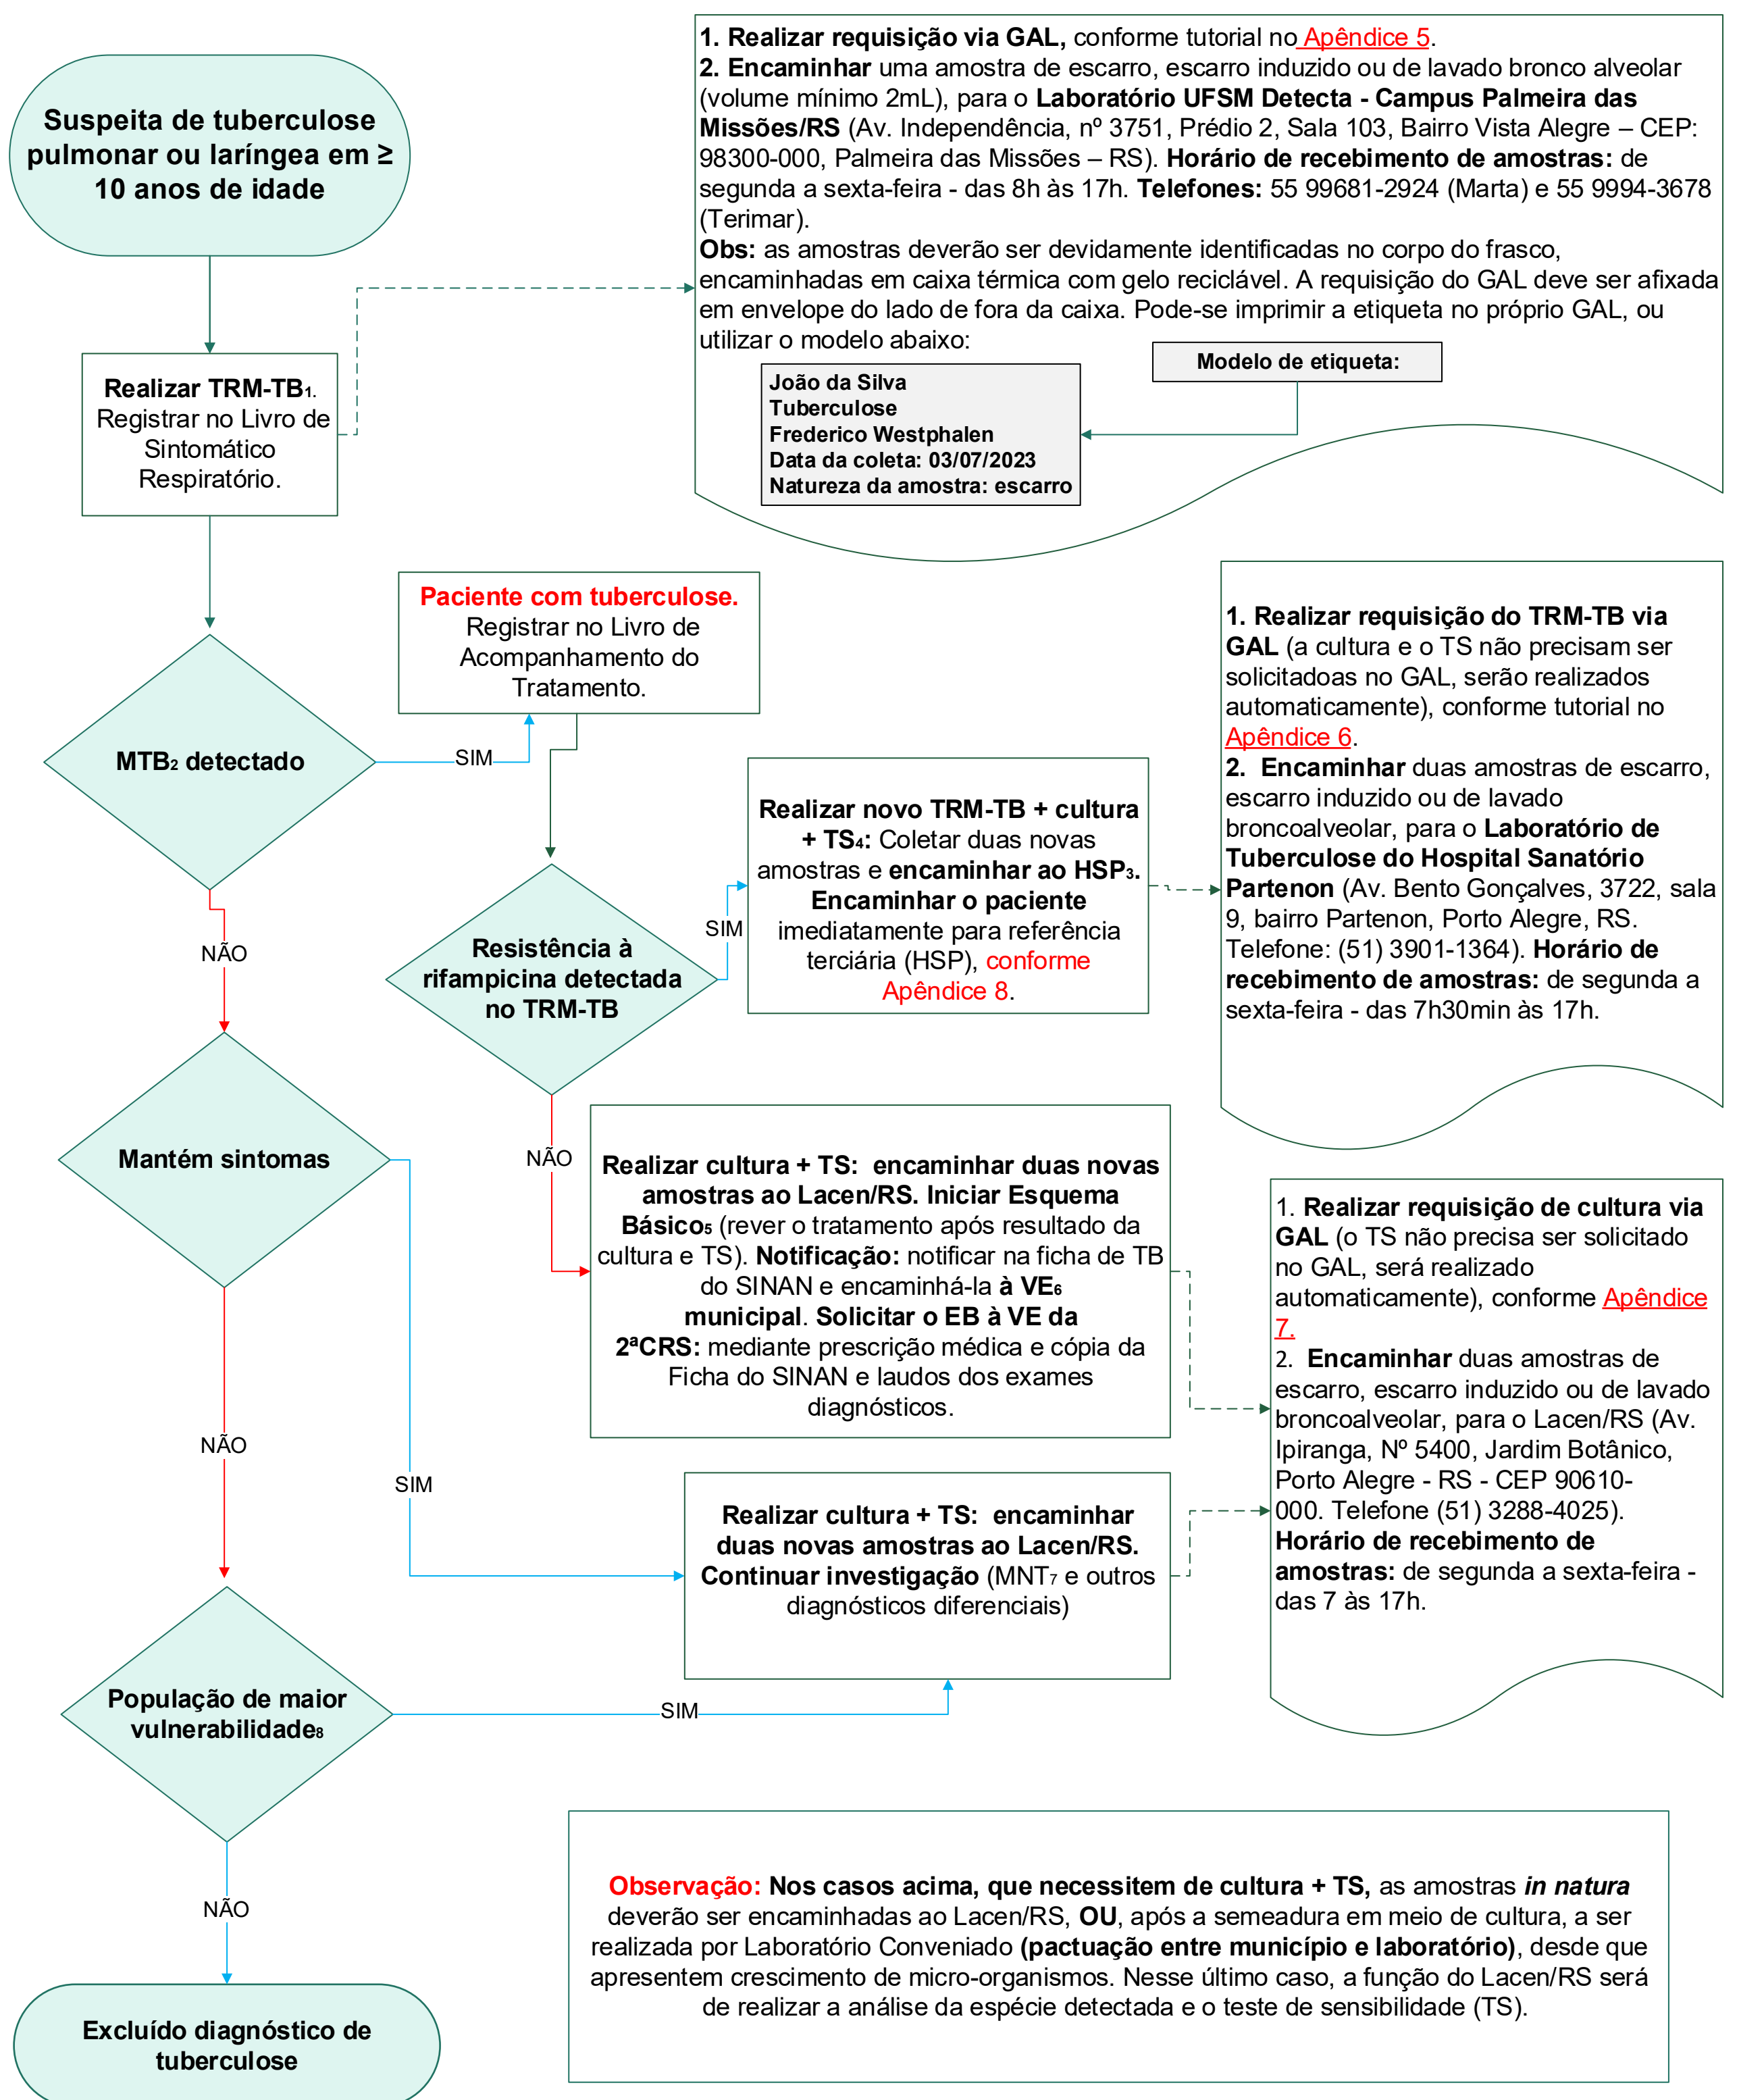 Suspeita de tuberculose
pulmonar ou laríngea em ≥
10 anos de idade
1. Realizar requisição via GAL, conforme tutorial no Apêndice 5.
2. Encaminhar uma amostra de escarro, escarro induzido ou de lavado bronco alveolar
(volume mínimo 2mL), para o Laboratório UFSM Detecta - Campus Palmeira das
Missões/RS (Av. Independência, nº 3751, Prédio 2, Sala 103, Bairro Vista Alegre – CEP:
98300-000, Palmeira das Missões – RS). Horário de recebimento de amostras: de
segunda a sexta-feira - das 8h às 17h. Telefones: 55 99681-2924 (Marta) e 55 9994-3678
(Terimar).
Obs: as amostras deverão ser devidamente identificadas no corpo do frasco,
encaminhadas em caixa térmica com gelo reciclável. A requisição do GAL deve ser afixada
em envelope do lado de fora da caixa. Pode-se imprimir a etiqueta no próprio GAL, ou
utilizar o modelo abaixo:
Modelo de etiqueta:
João da Silva
Tuberculose
Frederico Westphalen
Data da coleta: 03/07/2023
Natureza da amostra: escarro
Realizar TRM-TB1.
Registrar no Livro de
Sintomático
Respiratório.
MTB2 detectado
SIM
Paciente com tuberculose.
Registrar no Livro de
Acompanhamento do
Tratamento.
NÃO
Resistência à
rifampicina detectada
no TRM-TB
SIM
Realizar novo TRM-TB + cultura
+ TS4: Coletar duas novas
amostras e encaminhar ao HSP3.
Encaminhar o paciente
imediatamente para referência
terciária (HSP), conforme
Apêndice 8.
1. Realizar requisição do TRM-TB via
GAL (a cultura e o TS não precisam ser
solicitadoas no GAL, serão realizados
automaticamente), conforme tutorial no
Apêndice 6.
2. Encaminhar duas amostras de escarro,
escarro induzido ou de lavado
broncoalveolar, para o Laboratório de
Tuberculose do Hospital Sanatório
Partenon (Av. Bento Gonçalves, 3722, sala
9, bairro Partenon, Porto Alegre, RS.
Telefone: (51) 3901-1364). Horário de
recebimento de amostras: de segunda a
sexta-feira - das 7h30min às 17h.
Mantém sintomas
NÃO
Realizar cultura + TS: encaminhar duas novas
amostras ao Lacen/RS. Iniciar Esquema
Básico5 (rever o tratamento após resultado da
cultura e TS). Notificação: notificar na ficha de TB
do SINAN e encaminhá-la à VE6
municipal. Solicitar o EB à VE da
2ªCRS: mediante prescrição médica e cópia da
Ficha do SINAN e laudos dos exames
diagnósticos.
1. Realizar requisição de cultura via
GAL (o TS não precisa ser solicitado
no GAL, será realizado
automaticamente), conforme Apêndice
7.
2. Encaminhar duas amostras de
escarro, escarro induzido ou de lavado
broncoalveolar, para o Lacen/RS (Av.
Ipiranga, Nº 5400, Jardim Botânico,
Porto Alegre - RS - CEP 90610-
000. Telefone (51) 3288-4025).
Horário de recebimento de
amostras: de segunda a sexta-feira -
das 7 às 17h.
NÃO
SIM
Realizar cultura + TS: encaminhar
duas novas amostras ao Lacen/RS.
Continuar investigação (MNT7 e outros
diagnósticos diferenciais)
População de maior
vulnerabilidade8
SIM
NÃO
Excluído diagnóstico de
tuberculose
Observação: Nos casos acima, que necessitem de cultura + TS, as amostras in natura
deverão ser encaminhadas ao Lacen/RS, OU, após a semeadura em meio de cultura, a ser
realizada por Laboratório Conveniado (pactuação entre município e laboratório), desde que
apresentem crescimento de micro-organismos. Nesse último caso, a função do Lacen/RS será
de realizar a análise da espécie detectada e o teste de sensibilidade (TS).